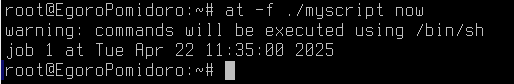 root@EgoroPomidoro:~# at -f ./myscript now
warning: commands will be executed using /bin/sh
job 1 at Tue Apr 22 11:35:00 2025
root@EgoroPomidoro:~#